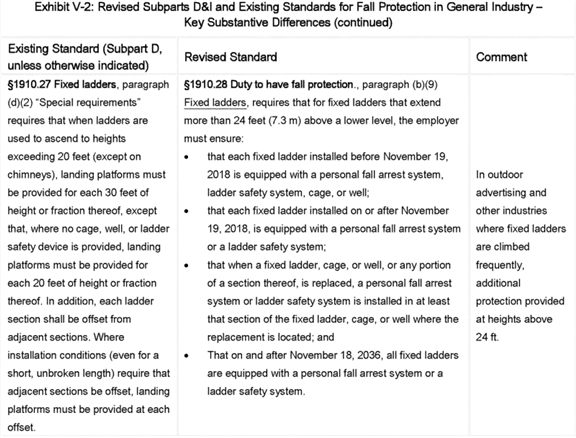 Exhibit V-2: Revised Subparts D&I and Existing Standards for Fall Protection in General Industry –
Key Substantive Differences (continued)
Existing Standard (Subpart D,
unless otherwise indicated)
Revised Standard
Comment
§1910.27 Fixed ladders, paragraph
(d)(2) “Special requirements”
requires that when ladders are
used to ascend to heights
exceeding 20 feet (except on
chimneys), landing platforms must
be provided for each 30 feet of
height or fraction thereof, except
that, where no cage, well, or ladder
safety device is provided, landing
platforms must be provided for
each 20 feet of height or fraction
thereof. In addition, each ladder
section shall be offset from
adjacent sections. Where
installation conditions (even for a
short, unbroken length) require that
adjacent sections be offset, landing
platforms must be provided at each
offset.
§1910.28 Duty to have fall protection., paragraph (b)(9)
Fixed ladders, requires that for fixed ladders that extend
more than 24 feet (7.3 m) above a lower level, the employer
must ensure:
• that each fixed ladder installed before November 19,
2018 is equipped with a personal fall arrest system,
ladder safety system, cage, or well;
• that each fixed ladder installed on or after November
19, 2018, is equipped with a personal fall arrest system
or a ladder safety system;
• that when a fixed ladder, cage, or well, or any portion
of a section thereof, is replaced, a personal fall arrest
system or ladder safety system is installed in at least
that section of the fixed ladder, cage, or well where the
replacement is located; and
• That on and after November 18, 2036, all fixed ladders
are equipped with a personal fall arrest system or a
ladder safety system.
In outdoor
advertising and
other industries
where fixed ladders
are climbed
frequently,
additional
protection provided
at heights above
24 ft.